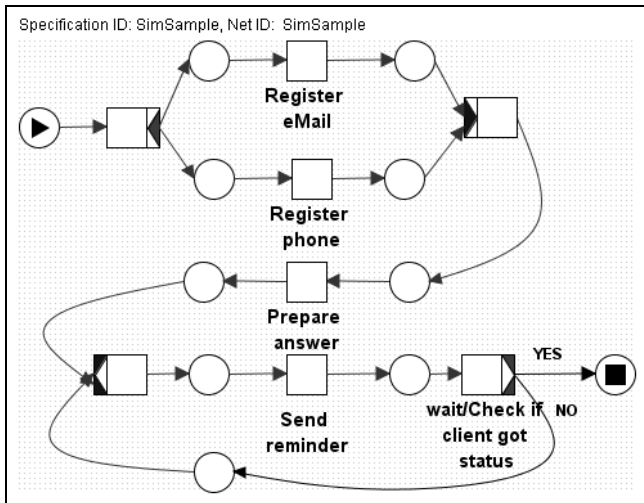 Specification ID: SimSample, Net ID: SimSample
Register
eMail
Register
phone
Prepare
answer
YES
Send
reminder
wait/Check if NO
client got
status